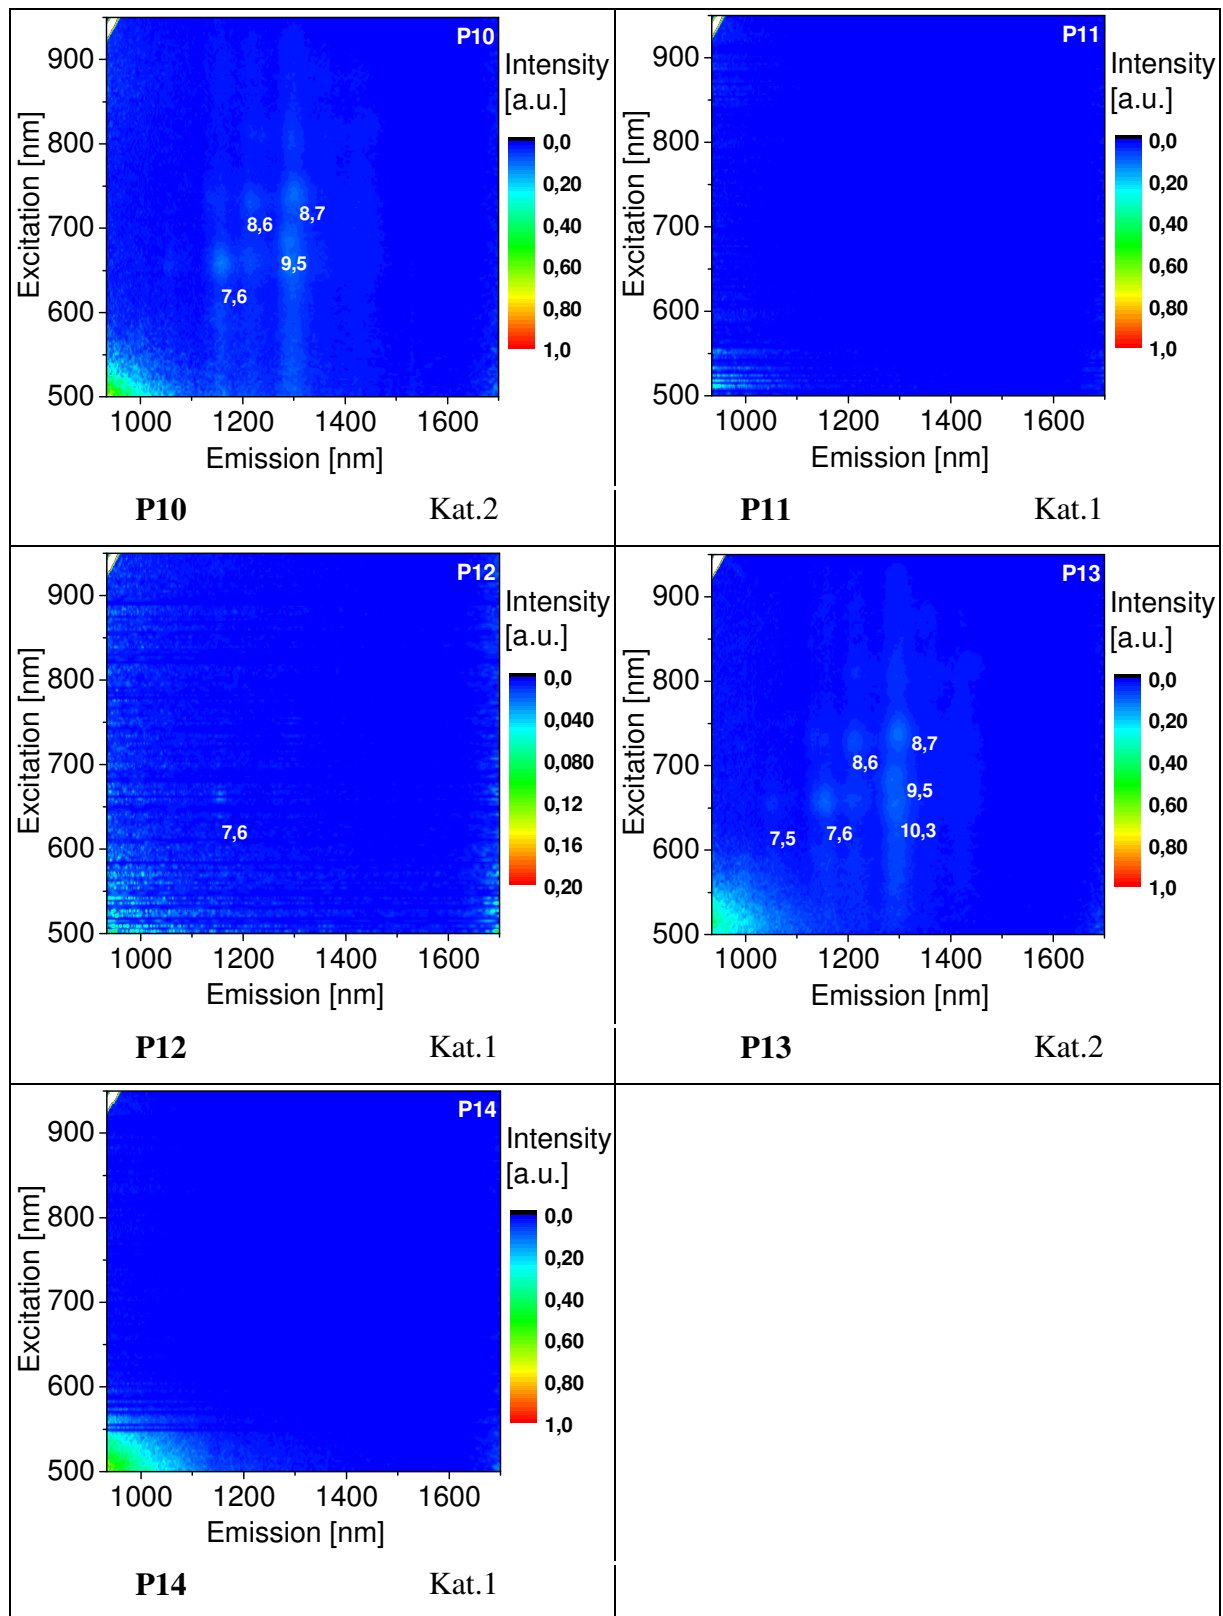 P10
Intensity
[a.u.]
0,0
0,20
0,40
0,60
0,80
1,0
900
800
700
600
500
Excitation [nm]
8,6
8,7
9,5
7,6
1000 1200 1400 1600
Emission [nm]
P10 Kat.2
P11
Intensity
[a.u.]
0,0
0,20
0,40
0,60
0,80
1,0
900
800
700
600
500
Excitation [nm]
1000 1200 1400 1600
Emission [nm]
P11 Kat.1
P12
Intensity
[a.u.]
0,0
0,040
0,080
0,12
0,16
0,20
900
800
700
600
500
Excitation [nm]
7,6
1000 1200 1400 1600
Emission [nm]
P12 Kat.1
P13
Intensity
[a.u.]
0,0
0,20
0,40
0,60
0,80
1,0
900
800
700
600
500
Excitation [nm]
8,7
8,6
9,5
7,5 7,6 10,3
1000 1200 1400 1600
Emission [nm]
P13 Kat.2
P14
Intensity
[a.u.]
0,0
0,20
0,40
0,60
0,80
1,0
900
800
700
600
500
Excitation [nm]
1000 1200 1400 1600
Emission [nm]
P14 Kat.1